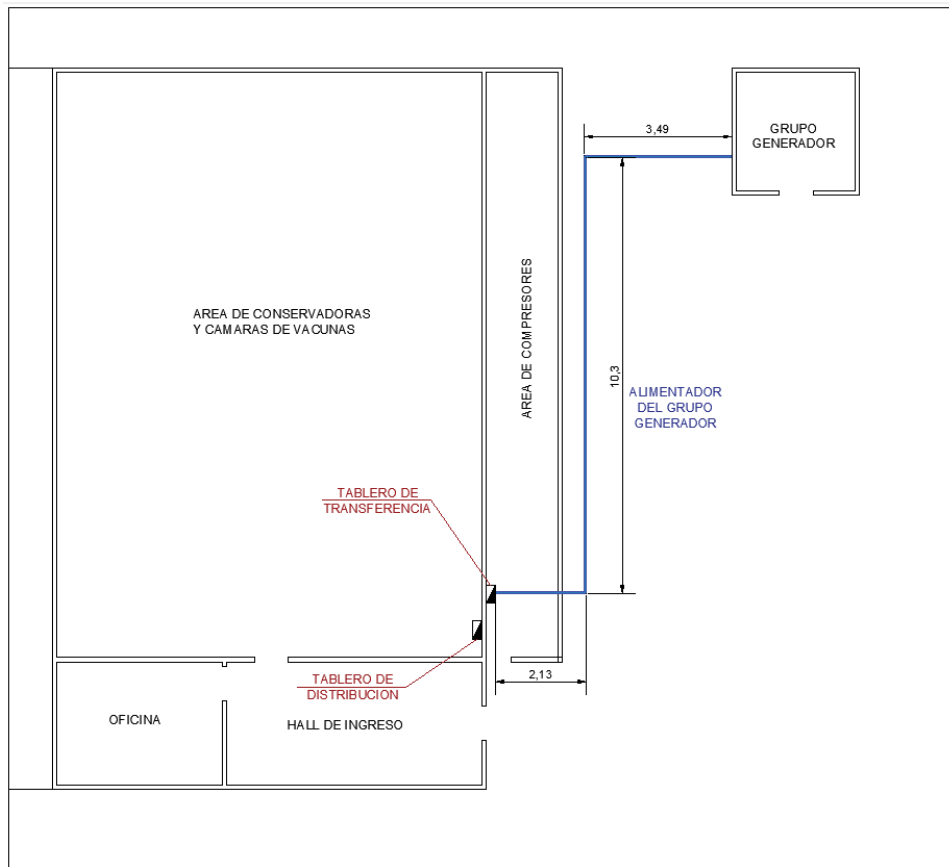 3,49
GRUPO
GENERADOR
AREA DE CONSERVADORAS
Y CAMARAS DE VACUNAS
AREA DE COMPRESORES
10,3
ALIMENTADOR
DEL GRUPO
GENERADOR
TABLERO DE
TRANSFERENCIA
TABLERO DE
DISTRIBUCION
2,13
OFICINA
HALL DE INGRESO